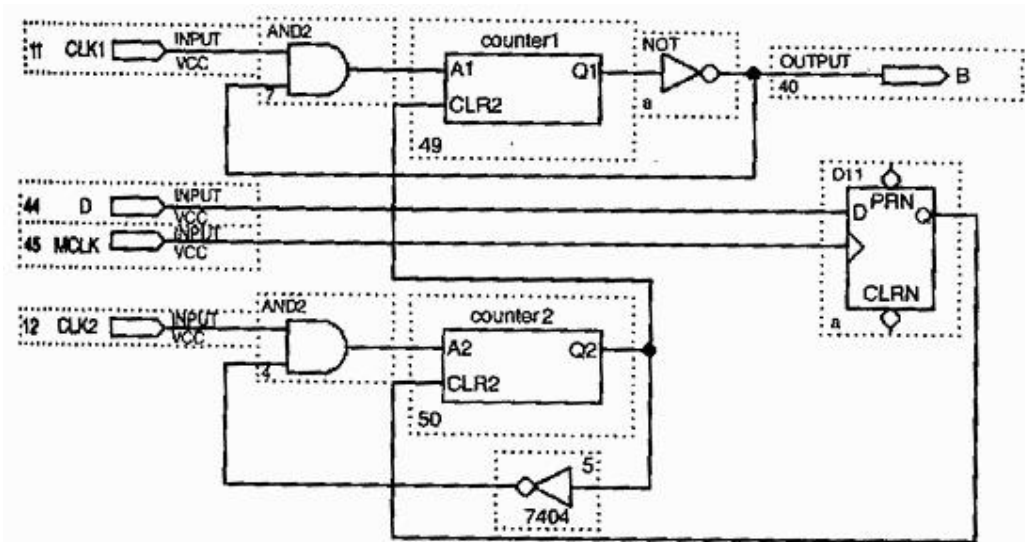 AND2
counter1
NOT
11 CLK1 INPUT
VCC
A1 Q1
CLR2
OUTPUT
40
B
7
49
a
44 D INPUT
VCC
45 MCLK INPUT
VCC
D11
PRN
D Q
CLRN
a
AND2
counter2
12 CLK2 INPUT
VCC
A2 Q2
CLR2
4
50
5
7404